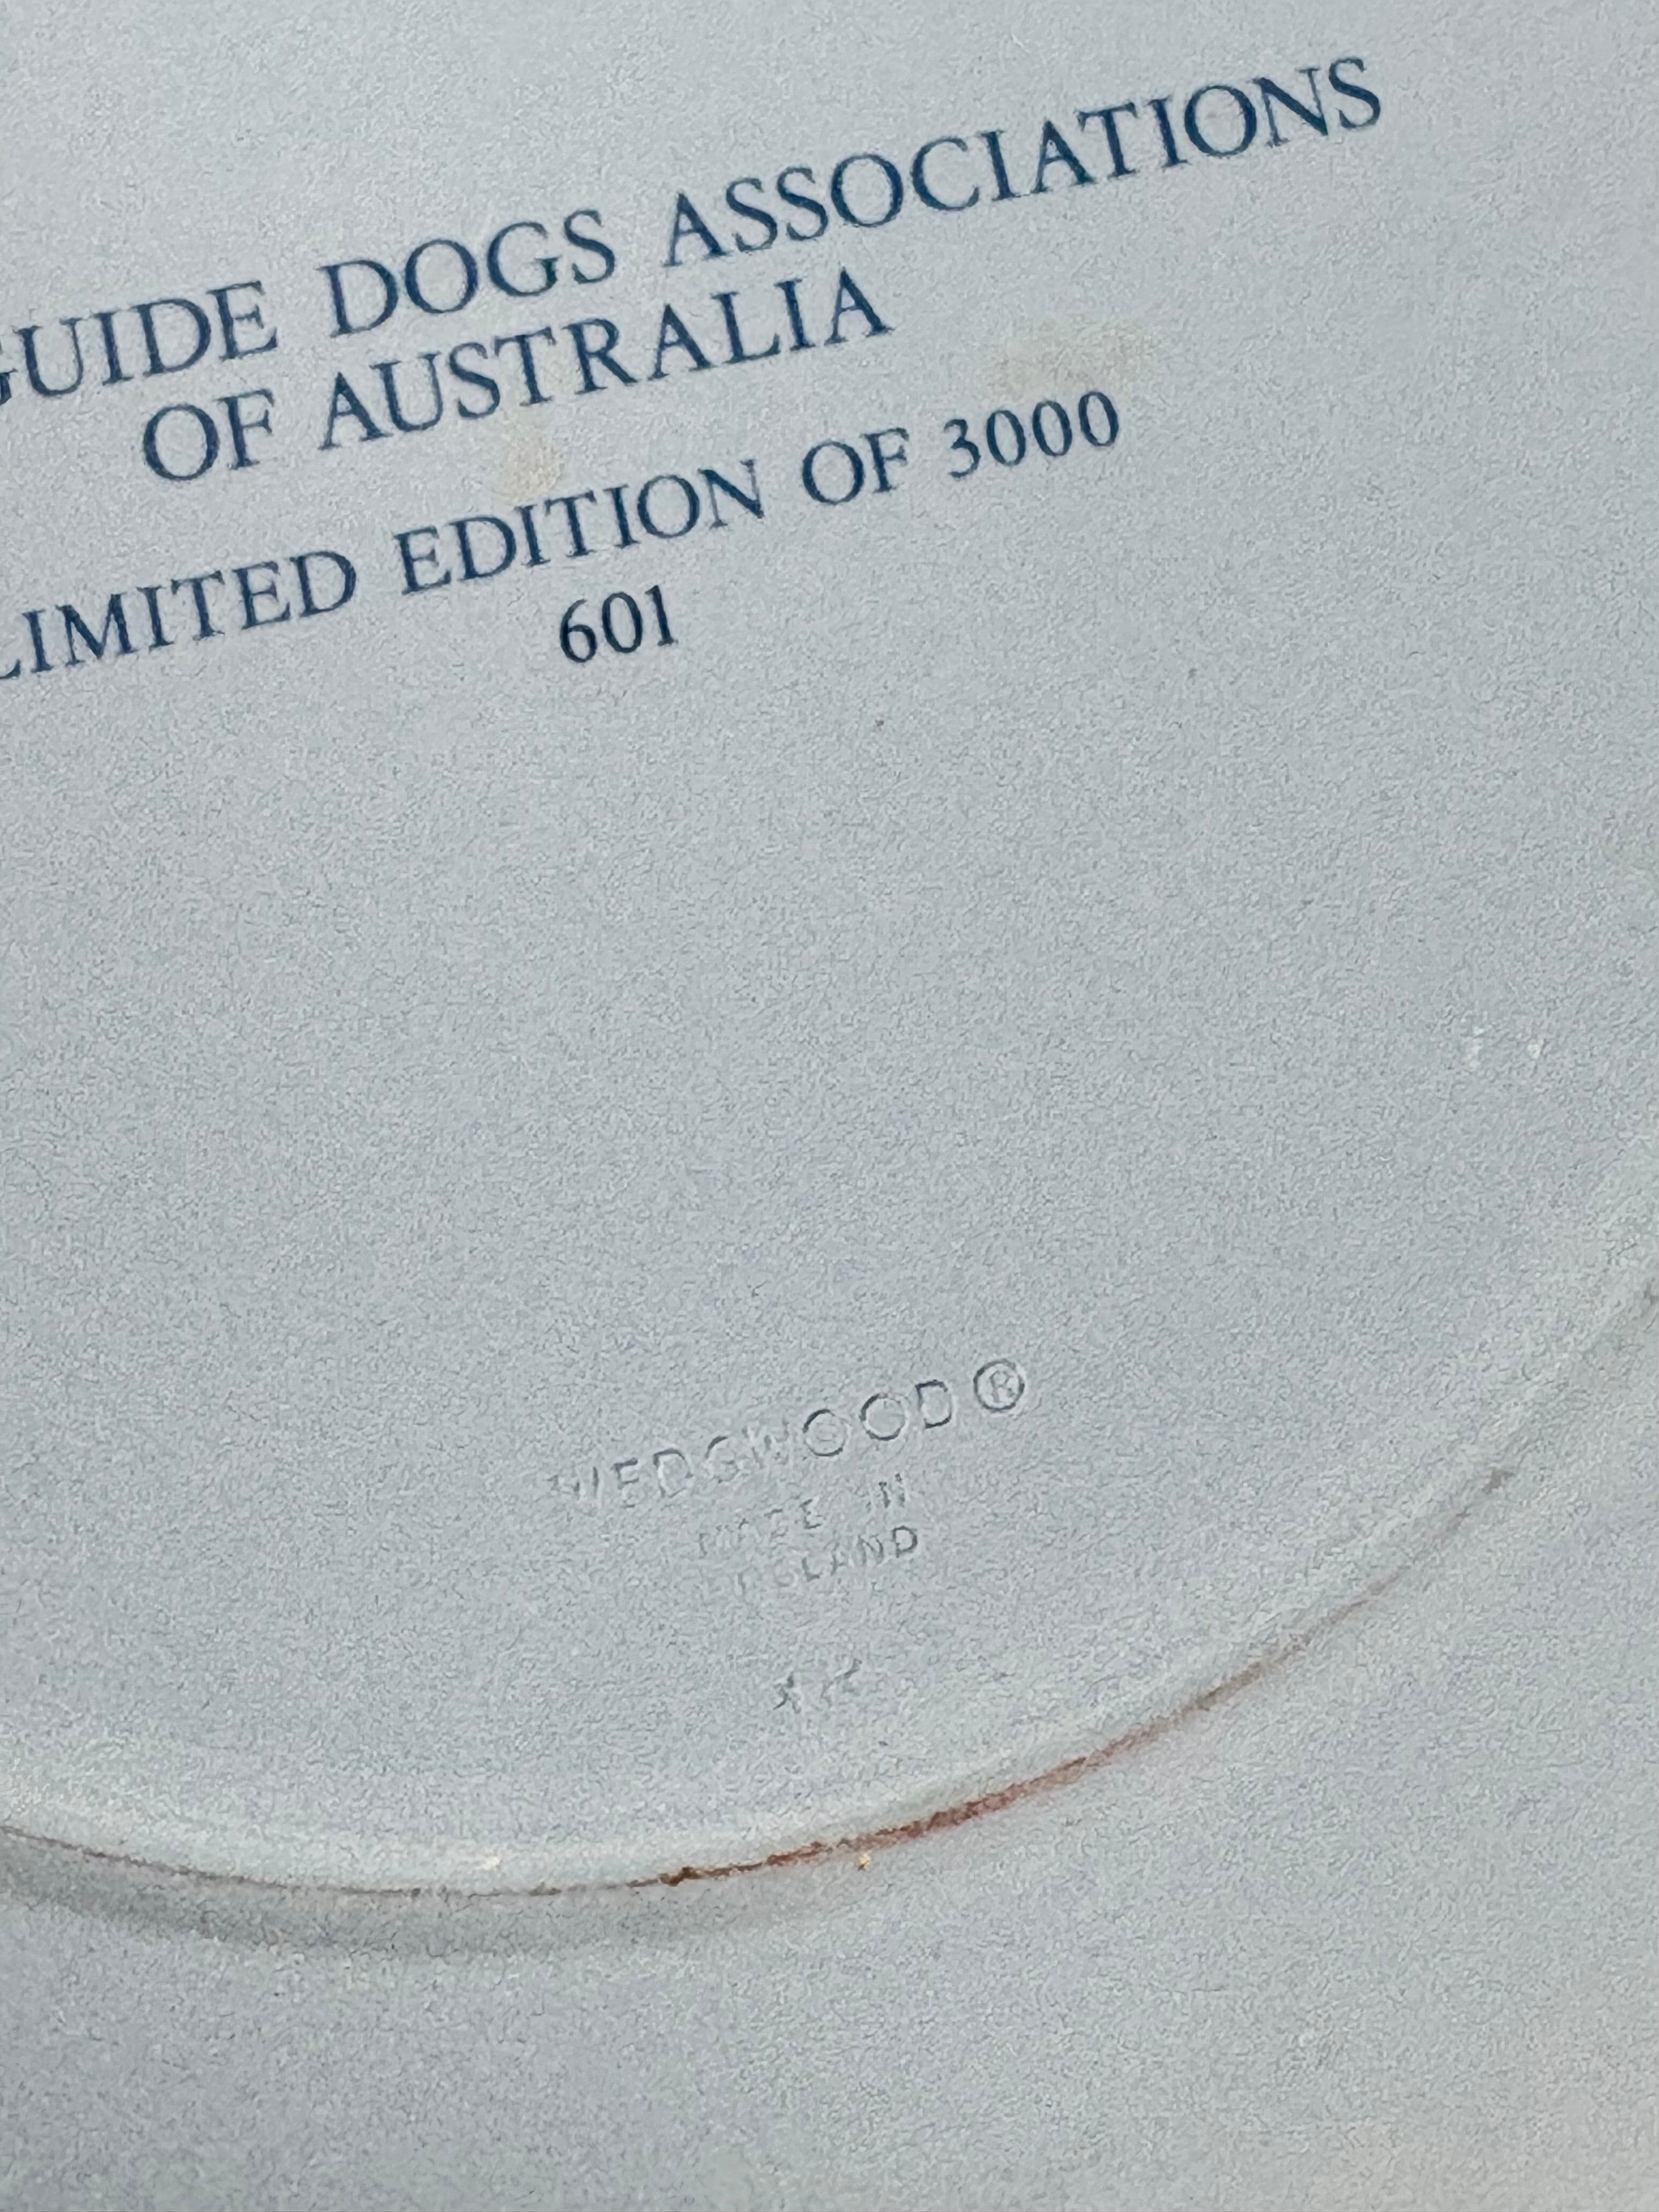 GUIDE DOGS ASSOCIATIONS
OF AUSTRALIA
LIMITED EDITION OF 3000
601
WEDGWOOD®
MADE IN
ENGLAND